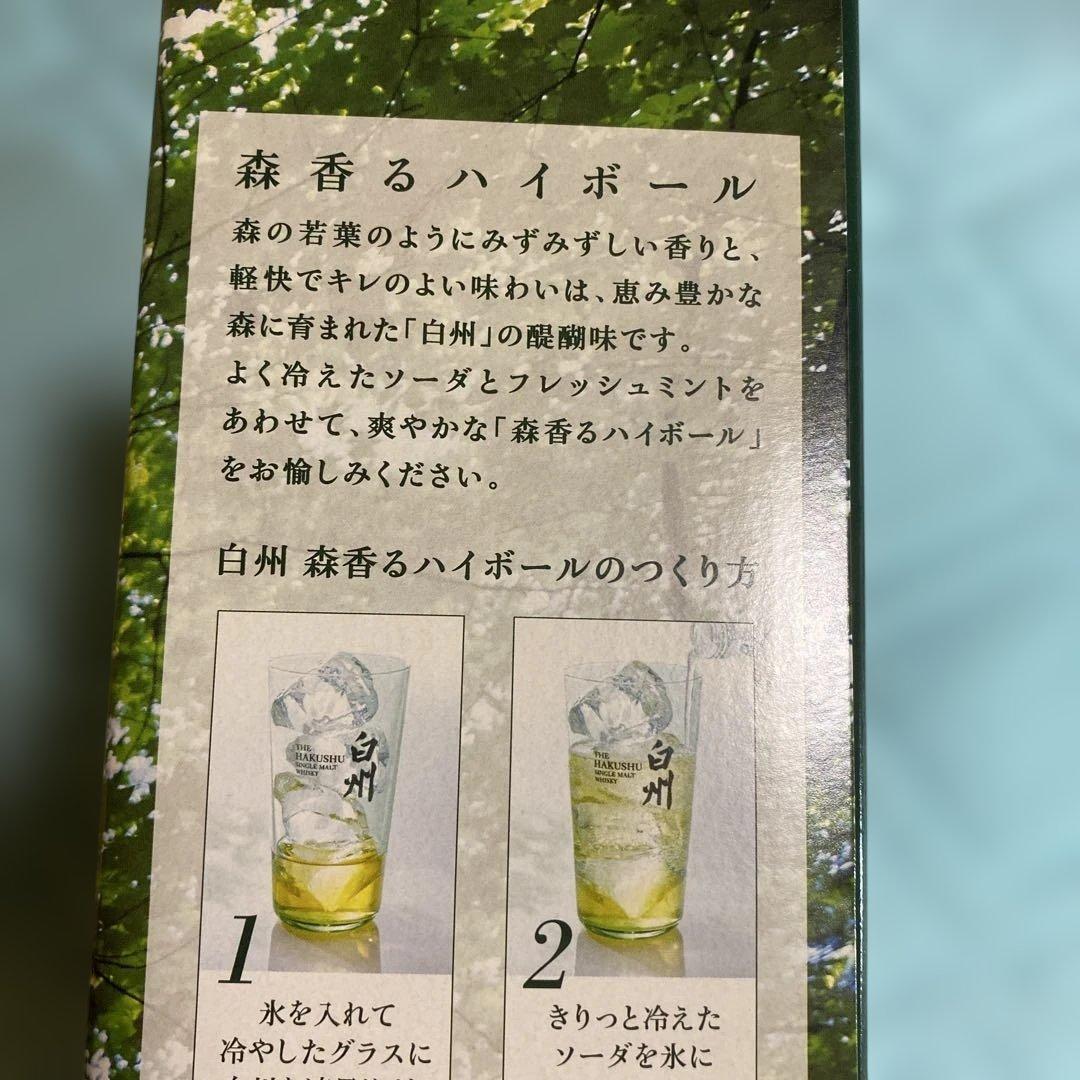 森香るハイボール
森の若葉のようにみずみずしい香りと、
軽快でキレのよい味わいは、恵み豊かな
森に育まれた「白州」の醍醐味です。
よく冷えたソーダとフレッシュミントを
あわせて、爽やかな「森香るハイボール」
をお愉しみください。
白州 森香るハイボールのつくり方
THE
HAKUSHU
SINGLE MALT
WHISKY
白州
1
氷を入れて
冷やしたグラスに
THE
HAKUSHU
SINGLE MALT
WHISKY
白州
2
きりっと冷えた
ソーダを氷に